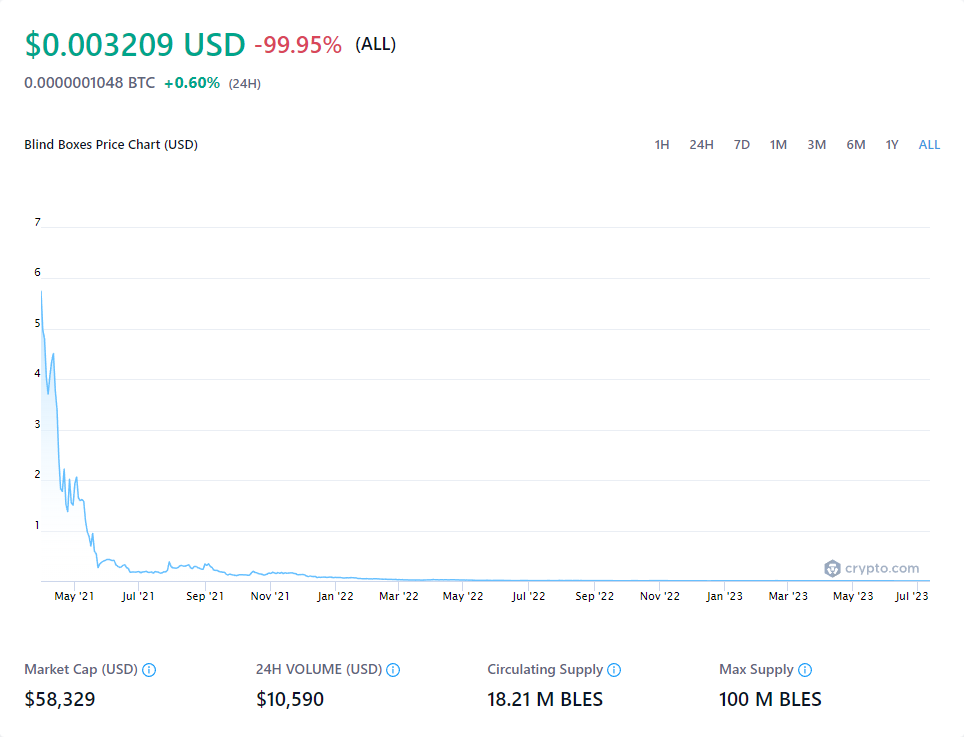 $0.003209 USD -99.95% (ALL)
0.0000001048 BTC +0.60% (24H)
Blind Boxes Price Chart (USD) 1H 24H 7D 1M 3M 6M 1Y ALL
7
6
5
4
3
2
1
crypto.com
May '21 Jul '21 Sep '21 Nov '21 Jan '22 Mar '22 May '22 Jul '22 Sep '22 Nov '22 Jan '23 Mar '23 May '23 Jul '23
Market Cap (USD) 24H VOLUME (USD) Circulating Supply Max Supply
$58,329 $10,590 18.21 M BLES 100 M BLES